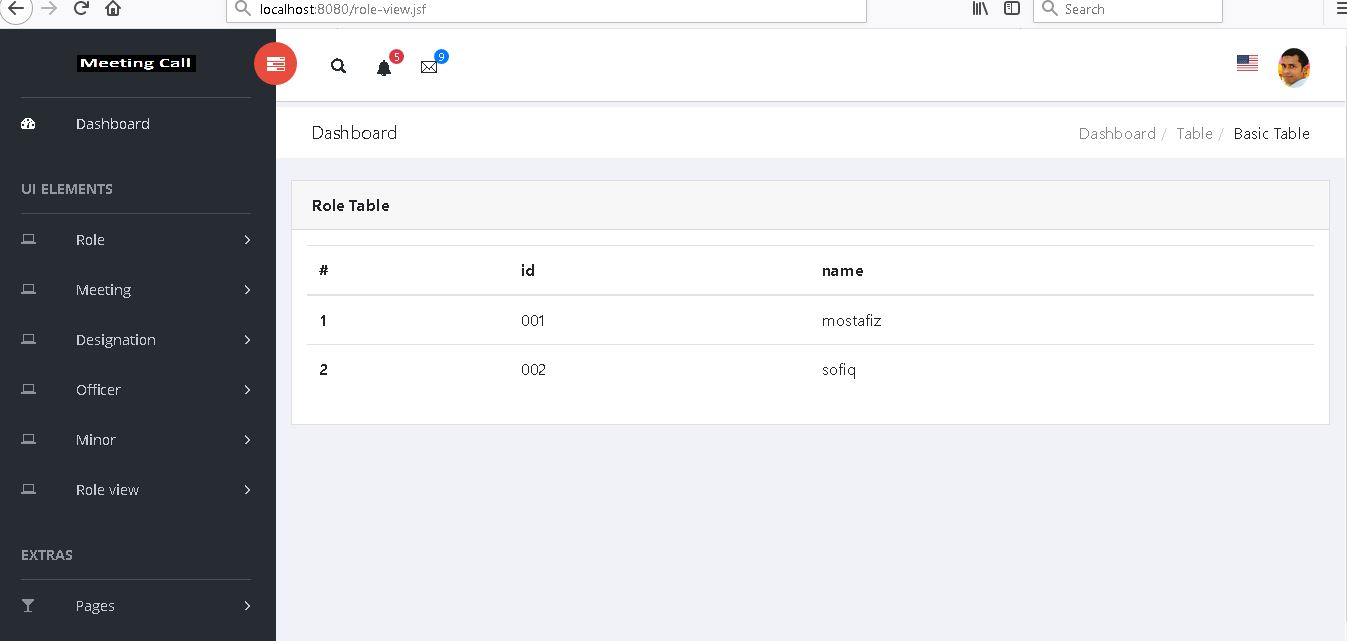 localhost:8080/role-view.jsf
Search
Meeting Call
5
9
Dashboard
UI ELEMENTS
Role
Meeting
Designation
Officer
Minor
Role view
EXTRAS
Pages
Dashboard
Dashboard / Table / Basic Table
Role Table
# id name
1 001 mostafiz
2 002 sofiq